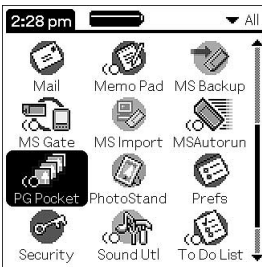 2:28 pm All
Mail Memo Pad MS Backup
MS Gate MS Import MSAutorun
PG Pocket PhotoStand Prefs
Security Sound Utl To Do List